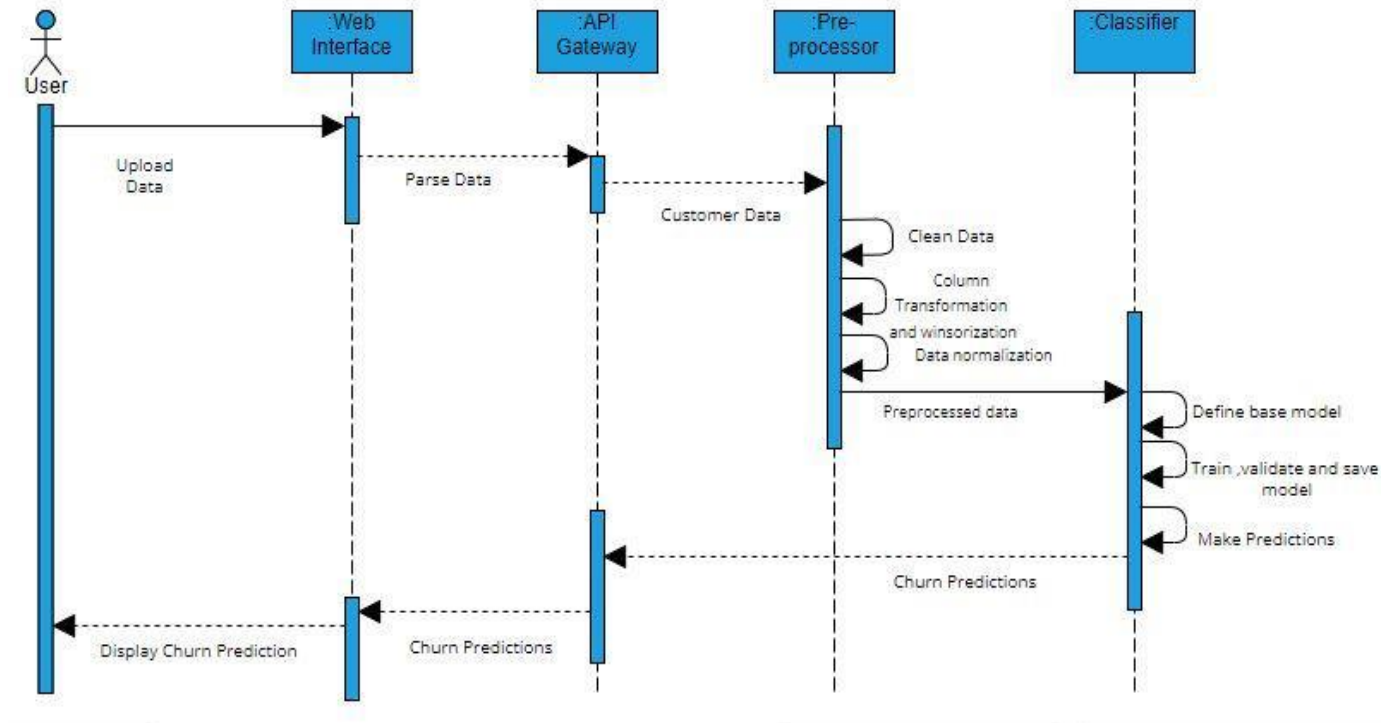 :Web
Interface
:API
Gateway
:Pre-
processor
:Classifier
User
Upload
Data
Parse Data
Customer Data
Clean Data
Column
Transformation
and winsorization
Data normalization
Preprocessed data
Define base model
Train ,validate and save
model
Make Predictions
Churn Predictions
Churn Predictions
Display Churn Prediction